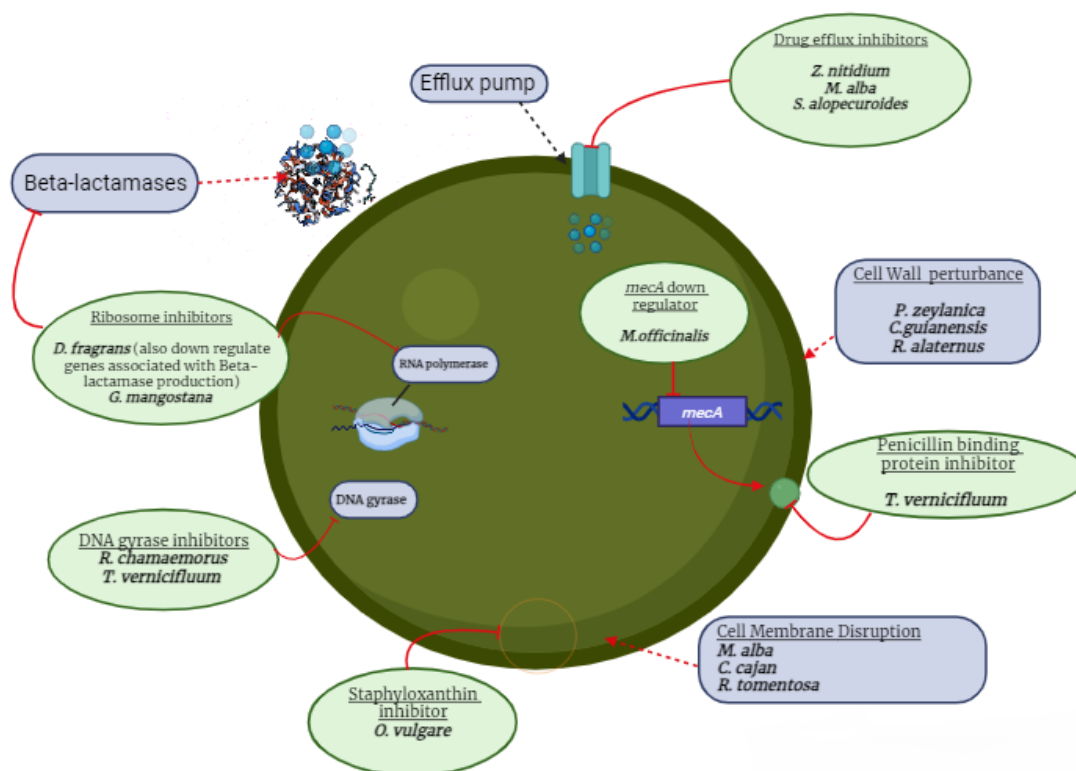 Drug efflux inhibitors
Z. nitidium
M. alba
S. alopecuroides
Efflux pump
Beta-lactamases
Cell Wall perturbance
P. zeylanica
C.guianensis
R. alaternus
mecA down
regulator
M.officinalis
Ribosome inhibitors
D. fragrans (also down regulate
genes associated with Beta-
lactamase production)
G. mangostana
RNA polymerase
mecA
Penicillin binding
protein inhibitor
T. vernicifluum
DNA gyrase
DNA gyrase inhibitors
R. chamaemorus
T. vernicifluum
Cell Membrane Disruption
M. alba
C. cajan
R. tomentosa
Staphyloxanthin
inhibitor
O. vulgare